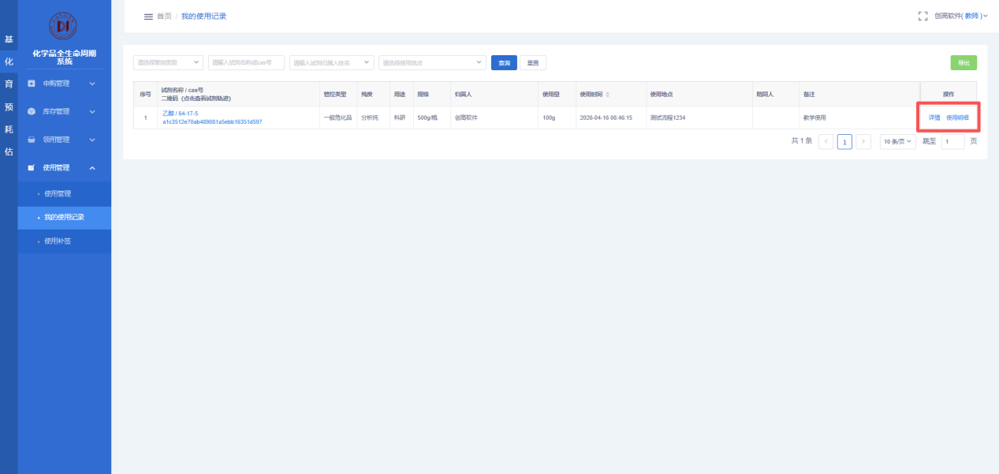 基
化
育
预
耗
估
化学品全生命周期
系统
申购管理
库存管理
领用管理
使用管理
使用管理
我的使用记录
使用补签
首页 / 我的使用记录
创高软件( 教师 )
请选择管控类型
请输入试剂名称或cas号
请输入试剂归属人姓名
请选择使用地点
查询
重置
导出
序号
试剂名称 / cas号
二维码 (点击查看试剂轨迹)
管控类型
纯度
用途
规格
归属人
使用量
使用时间
使用地点
陪同人
备注
操作
1
乙醇 / 64-17-5
a1c3512e70ab489081a5ebb16351d597
一般危化品
分析纯
科研
500g/瓶
创高软件
100g
2026-04-16 08:46:15
测试流程1234
教学使用
详情 使用明细
共 1 条
1
10 条/页
跳至 1 页